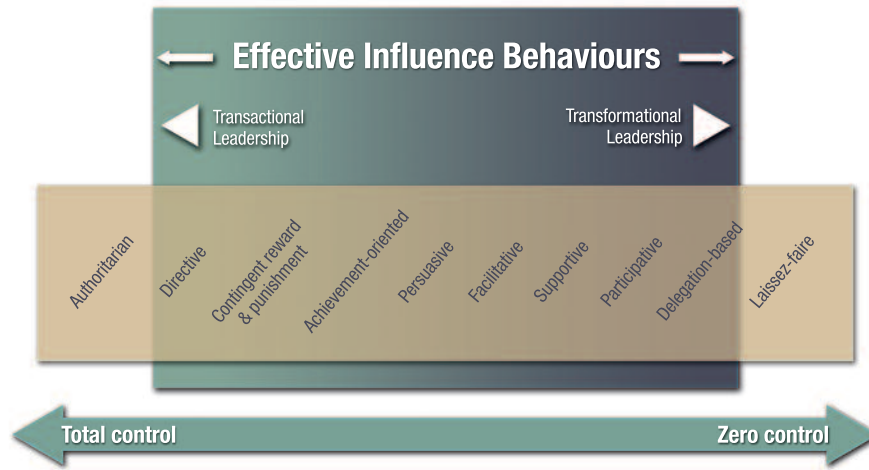 Effective Influence Behaviours
Transactional
Leadership
Transformational
Leadership
Authoritarian
Directive
Contingent reward
& punishment
Achievement-oriented
Persuasive
Facilitative
Supportive
Participative
Delegation-based
Laissez-faire
Total control
Zero control